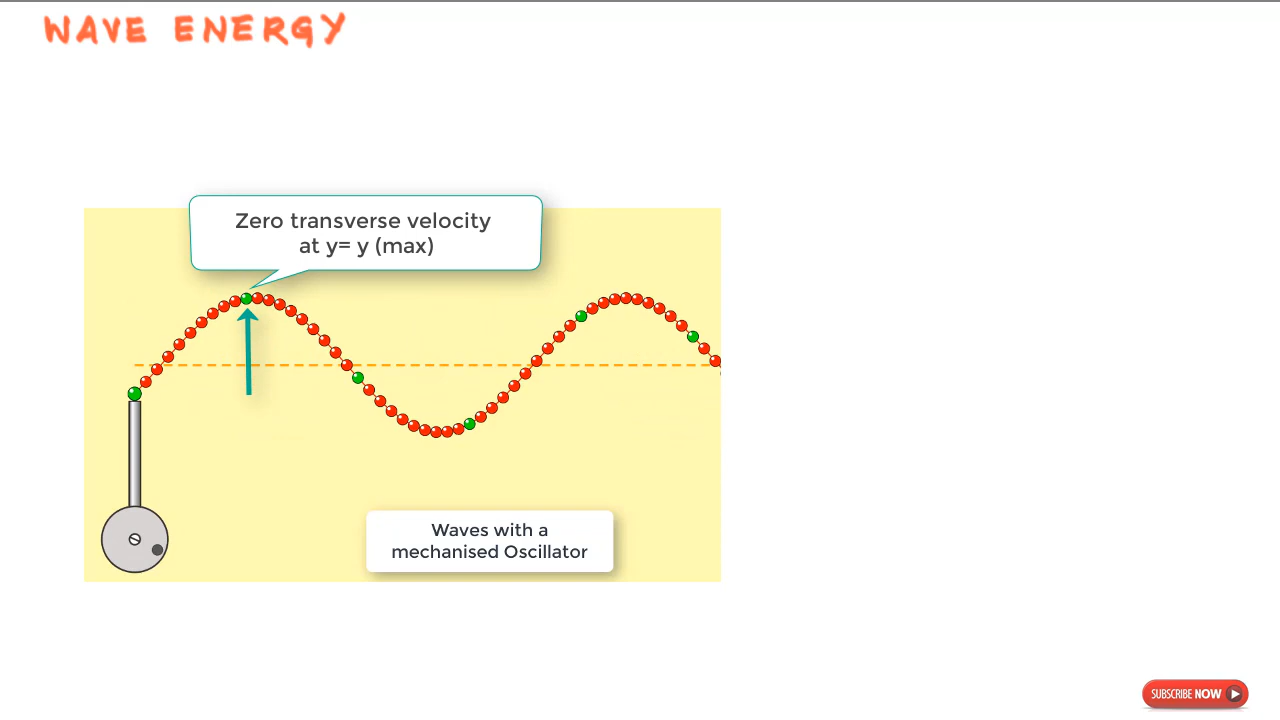 WAVE ENERGY
Zero transverse velocity
at y= y (max)
Waves with a
mechanised Oscillator
SUBSCRIBE NOW